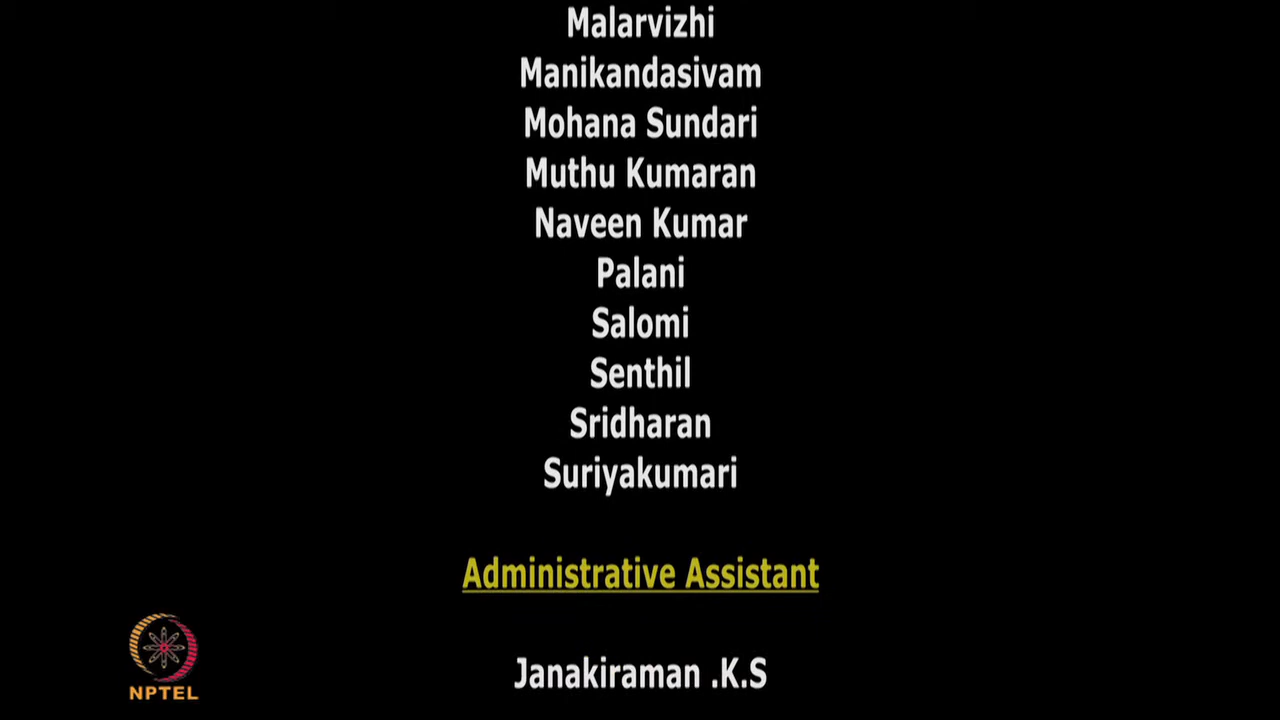 Malarvizhi
Manikandasivam
Mohana Sundari
Muthu Kumaran
Naveen Kumar
Palani
Salomi
Senthil
Sridharan
Suriyakumari
Administrative Assistant
Janakiraman .K.S
NPTEL